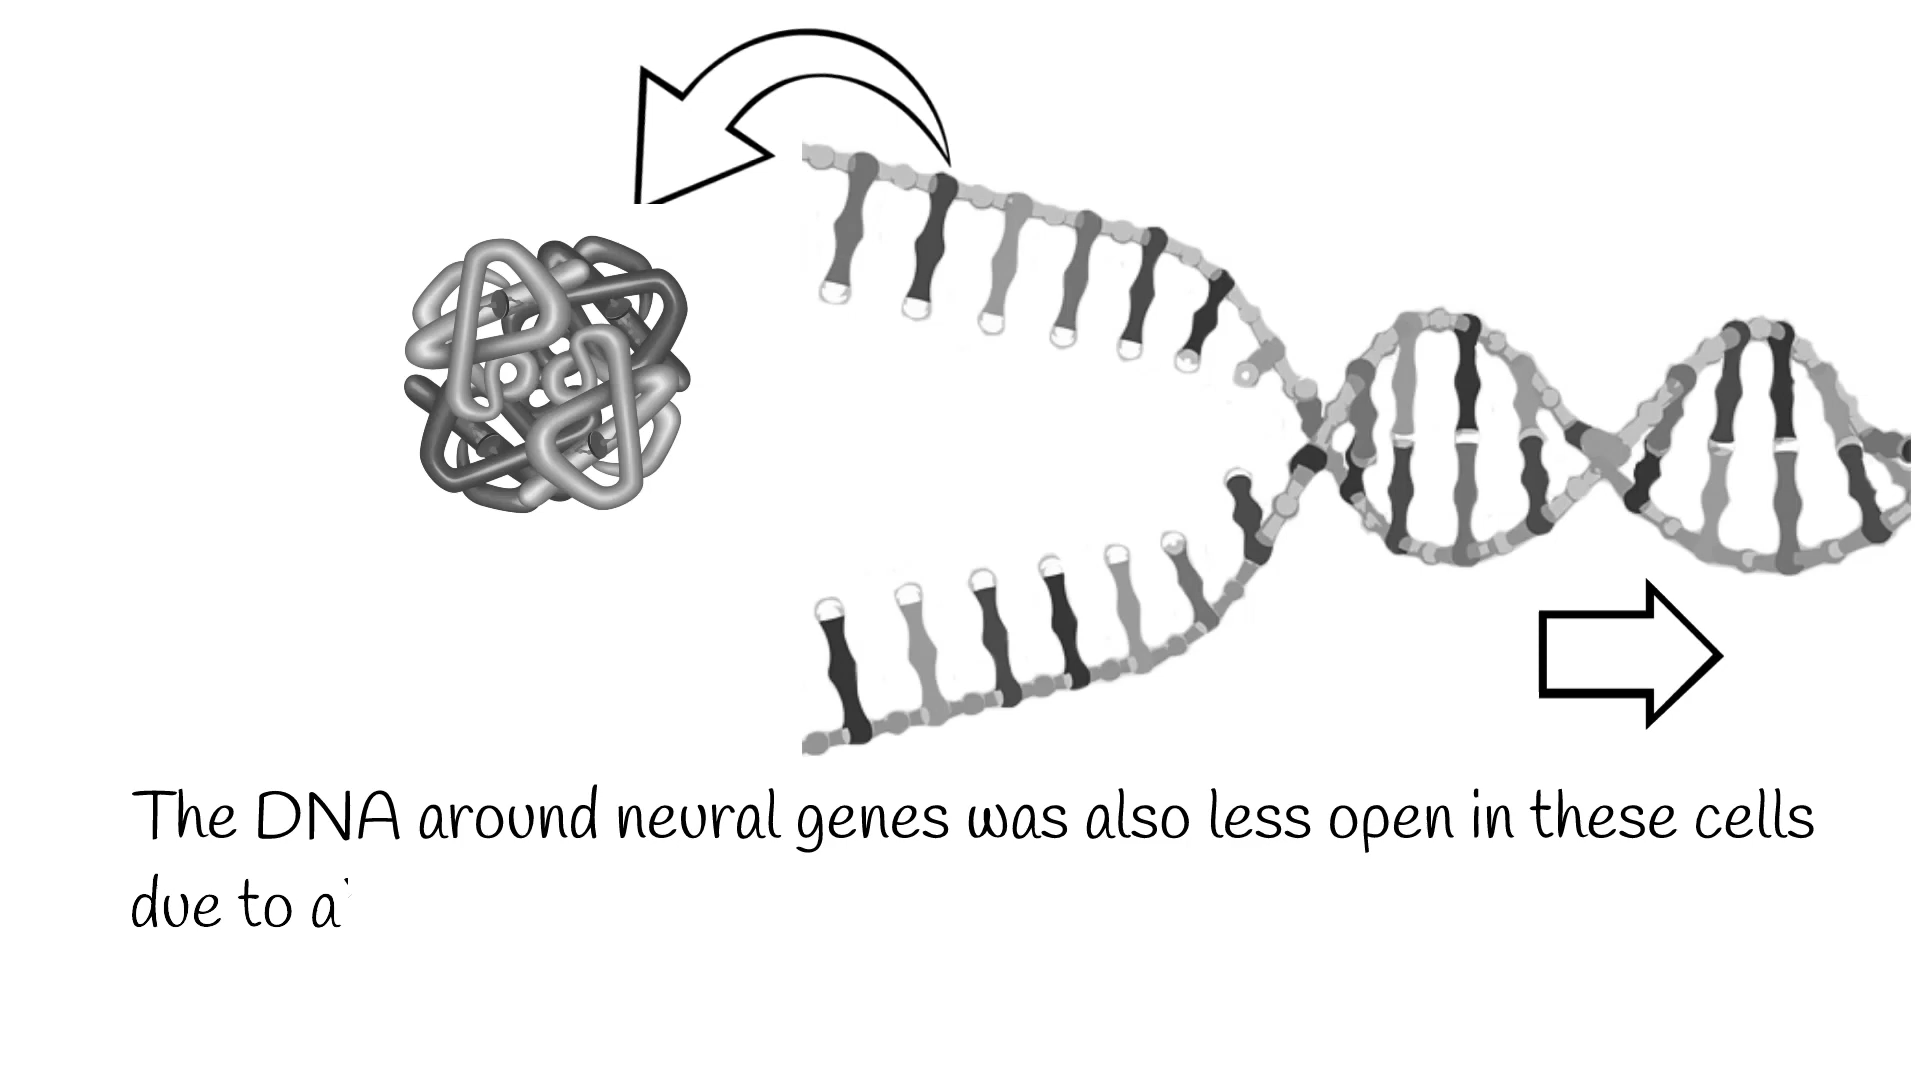 The DNA around neural genes was also less open in these cells
due to a